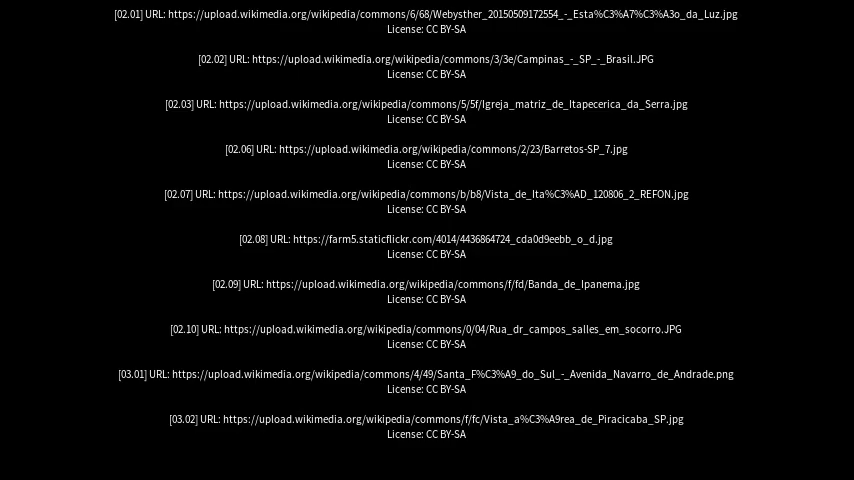 [02.01] URL: https://upload.wikimedia.org/wikipedia/commons/6/68/Webysther_20150509172554_-_Esta%C3%A7%C3%A3o_da_Luz.jpg
License: CC BY-SA
[02.02] URL: https://upload.wikimedia.org/wikipedia/commons/3/3e/Campinas_-_SP_-_Brasil.JPG
License: CC BY-SA
[02.03] URL: https://upload.wikimedia.org/wikipedia/commons/5/5f/Igreja_matriz_de_Itapecerica_da_Serra.jpg
License: CC BY-SA
[02.06] URL: https://upload.wikimedia.org/wikipedia/commons/2/23/Barretos-SP_7.jpg
License: CC BY-SA
[02.07] URL: https://upload.wikimedia.org/wikipedia/commons/b/b8/Vista_de_Ita%C3%AD_120806_2_REFON.jpg
License: CC BY-SA
[02.08] URL: https://farm5.staticflickr.com/4014/4436864724_cda0d9eebb_o_d.jpg
License: CC BY-SA
[02.09] URL: https://upload.wikimedia.org/wikipedia/commons/f/fd/Banda_de_Ipanema.jpg
License: CC BY-SA
[02.10] URL: https://upload.wikimedia.org/wikipedia/commons/0/04/Rua_dr_campos_salles_em_socorro.JPG
License: CC BY-SA
[03.01] URL: https://upload.wikimedia.org/wikipedia/commons/4/49/Santa_F%C3%A9_do_Sul_-_Avenida_Navarro_de_Andrade.png
License: CC BY-SA
[03.02] URL: https://upload.wikimedia.org/wikipedia/commons/f/fc/Vista_a%C3%A9rea_de_Piracicaba_SP.jpg
License: CC BY-SA